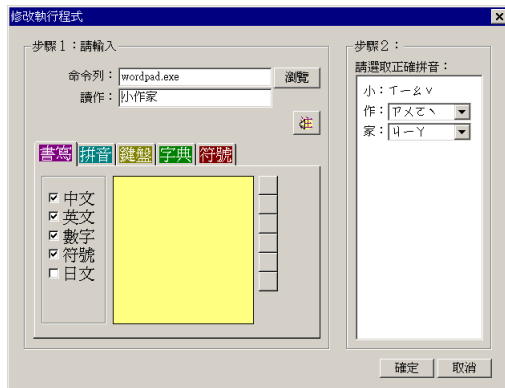 修改執行程式
步驟1：請輸入
命令列：wordpad.exe 瀏覽
讀作：小作家
注
書寫 拼音 鍵盤 字典 符號
中文
英文
數字
符號
日文
步驟2：
請選取正確拼音：
小：ㄒㄧㄠˇ
作：ㄗㄨㄛˋ
家：ㄐㄧㄚ
確定 取消